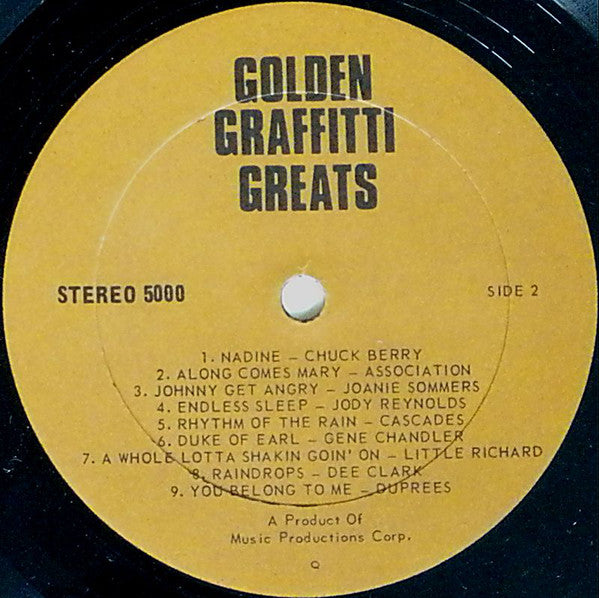 GOLDEN
GRAFFITTI
GREATS
STEREO 5000
SIDE 2
1. NADINE – CHUCK BERRY
2. ALONG COMES MARY – ASSOCIATION
3. JOHNNY GET ANGRY – JOANIE SOMMERS
4. ENDLESS SLEEP – JODY REYNOLDS
5. RHYTHM OF THE RAIN – CASCADES
6. DUKE OF EARL – GENE CHANDLER
7. A WHOLE LOTTA SHAKIN GOIN' ON – LITTLE RICHARD
8. RAINDROPS – DEE CLARK
9. YOU BELONG TO ME – DUPREES
A Product Of
Music Productions Corp.
Q